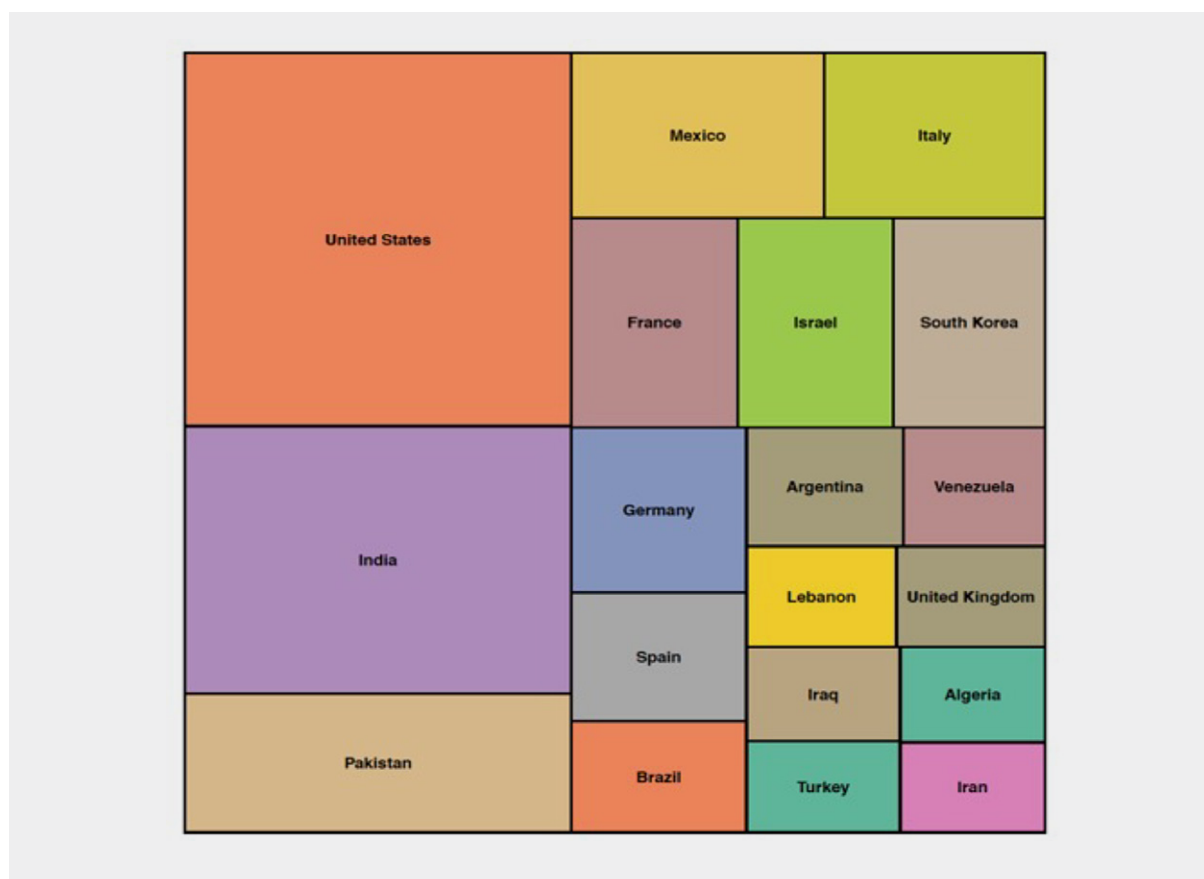 United States
Mexico
Italy
France
Israel
South Korea
India
Germany
Argentina
Venezuela
Lebanon
United Kingdom
Spain
Iraq
Algeria
Pakistan
Brazil
Turkey
Iran